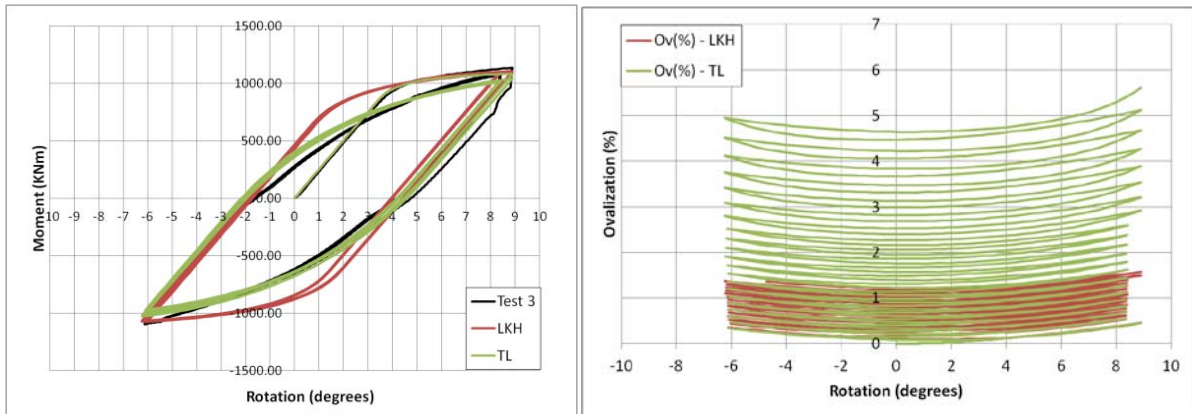 1500.00
1000.00
500.00
0.00
-10 -9 -8 -7 -6 -5 -4 -3 -2 -1 0 1 2 3 4 5 6 7 8 9 10
-500.00
-1000.00
-1500.00
Moment (KNm)
Rotation (degrees)
Test 3
LKH
TL
7
6
5
4
3
2
1
0
-10 -8 -6 -4 -2 0 2 4 6 8 10
Ovalization (%)
Rotation (degrees)
Ov(%) - LKH
Ov(%) - TL